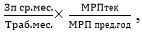 Зп ср.мес. × МРПтек
Траб.мес. МРП пред.год ,